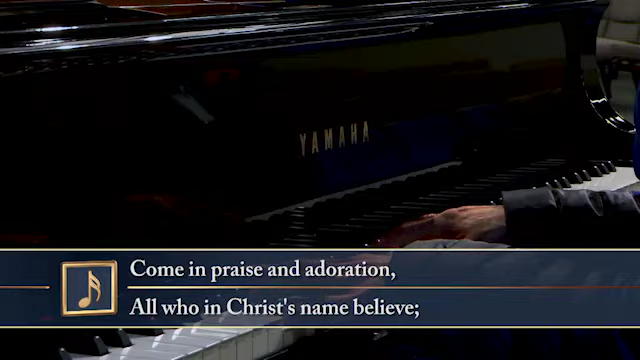 YAMAHA
Come in praise and adoration,
All who in Christ's name believe;